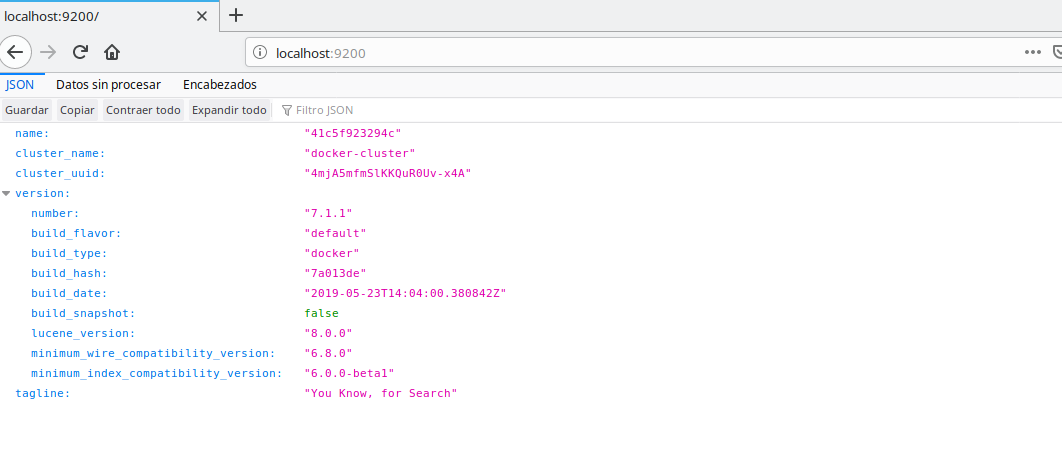 localhost:9200/
localhost:9200
JSON Datos sin procesar Encabezados
Guardar Copiar Contraer todo Expandir todo Filtro JSON
name: "41c5f923294c"
cluster_name: "docker-cluster"
cluster_uuid: "4mjA5mfmSlKKQuR0Uv-x4A"
version:
number: "7.1.1"
build_flavor: "default"
build_type: "docker"
build_hash: "7a013de"
build_date: "2019-05-23T14:04:00.380842Z"
build_snapshot: false
lucene_version: "8.0.0"
minimum_wire_compatibility_version: "6.8.0"
minimum_index_compatibility_version: "6.0.0-beta1"
tagline: "You Know, for Search"